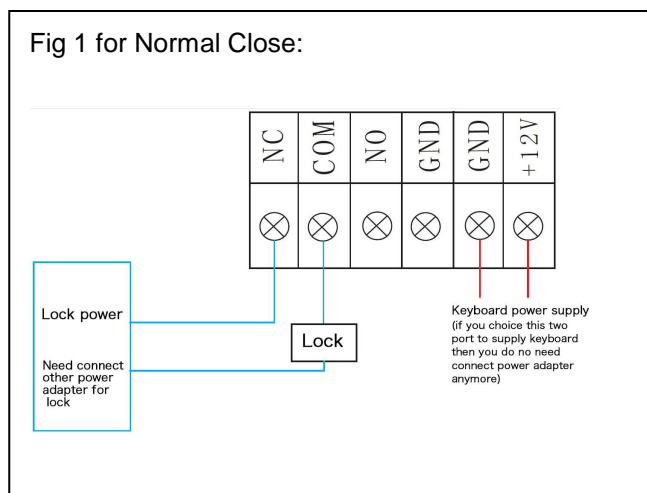 Fig 1 for Normal Close:
NC
COM
NO
GND
GND
+12V
Lock power
Need connect
other power
adapter for
lock
Lock
Keyboard power supply
(if you choice this two
port to supply keyboard
then you do no need
connect power adapter
anymore)